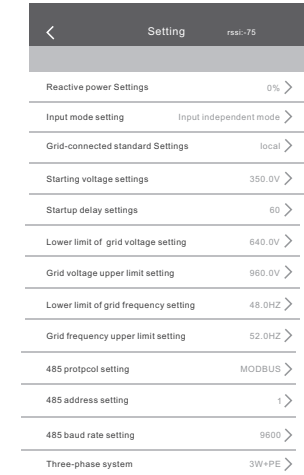 Setting rssi:-75
Reactive power Settings 0%
Input mode setting Input independent mode
Grid-connected standard Settings local
Starting voltage settings 350.0V
Startup delay settings 60
Lower limit of grid voltage setting 640.0V
Grid voltage upper limit setting 960.0V
Lower limit of grid frequency setting 48.0HZ
Grid frequency upper limit setting 52.0HZ
485 protpcol setting MODBUS
485 address setting 1
485 baud rate setting 9600
Three-phase system 3W+PE